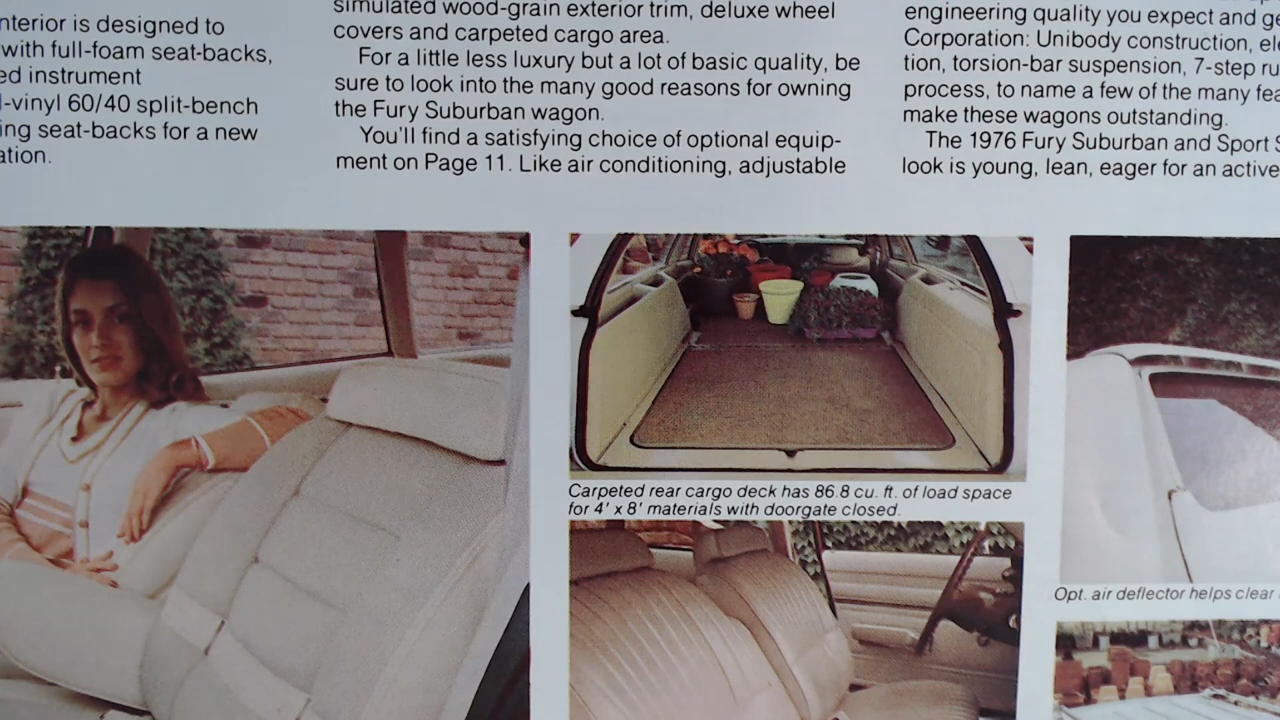 nterior is designed to
with full-foam seat-backs,
ed instrument
-vinyl 60/40 split-bench
ing seat-backs for a new
ation.
simulated wood-grain exterior trim, deluxe wheel
covers and carpeted cargo area.
For a little less luxury but a lot of basic quality, be
sure to look into the many good reasons for owning
the Fury Suburban wagon.
You'll find a satisfying choice of optional equip-
ment on Page 11. Like air conditioning, adjustable
engineering quality you expect and ge
Corporation: Unibody construction, ele
tion, torsion-bar suspension, 7-step ru
process, to name a few of the many fea
make these wagons outstanding.
The 1976 Fury Suburban and Sport S
look is young, lean, eager for an active
Carpeted rear cargo deck has 86.8 cu. ft. of load space
for 4' x 8' materials with doorgate closed.
Opt. air deflector helps clear